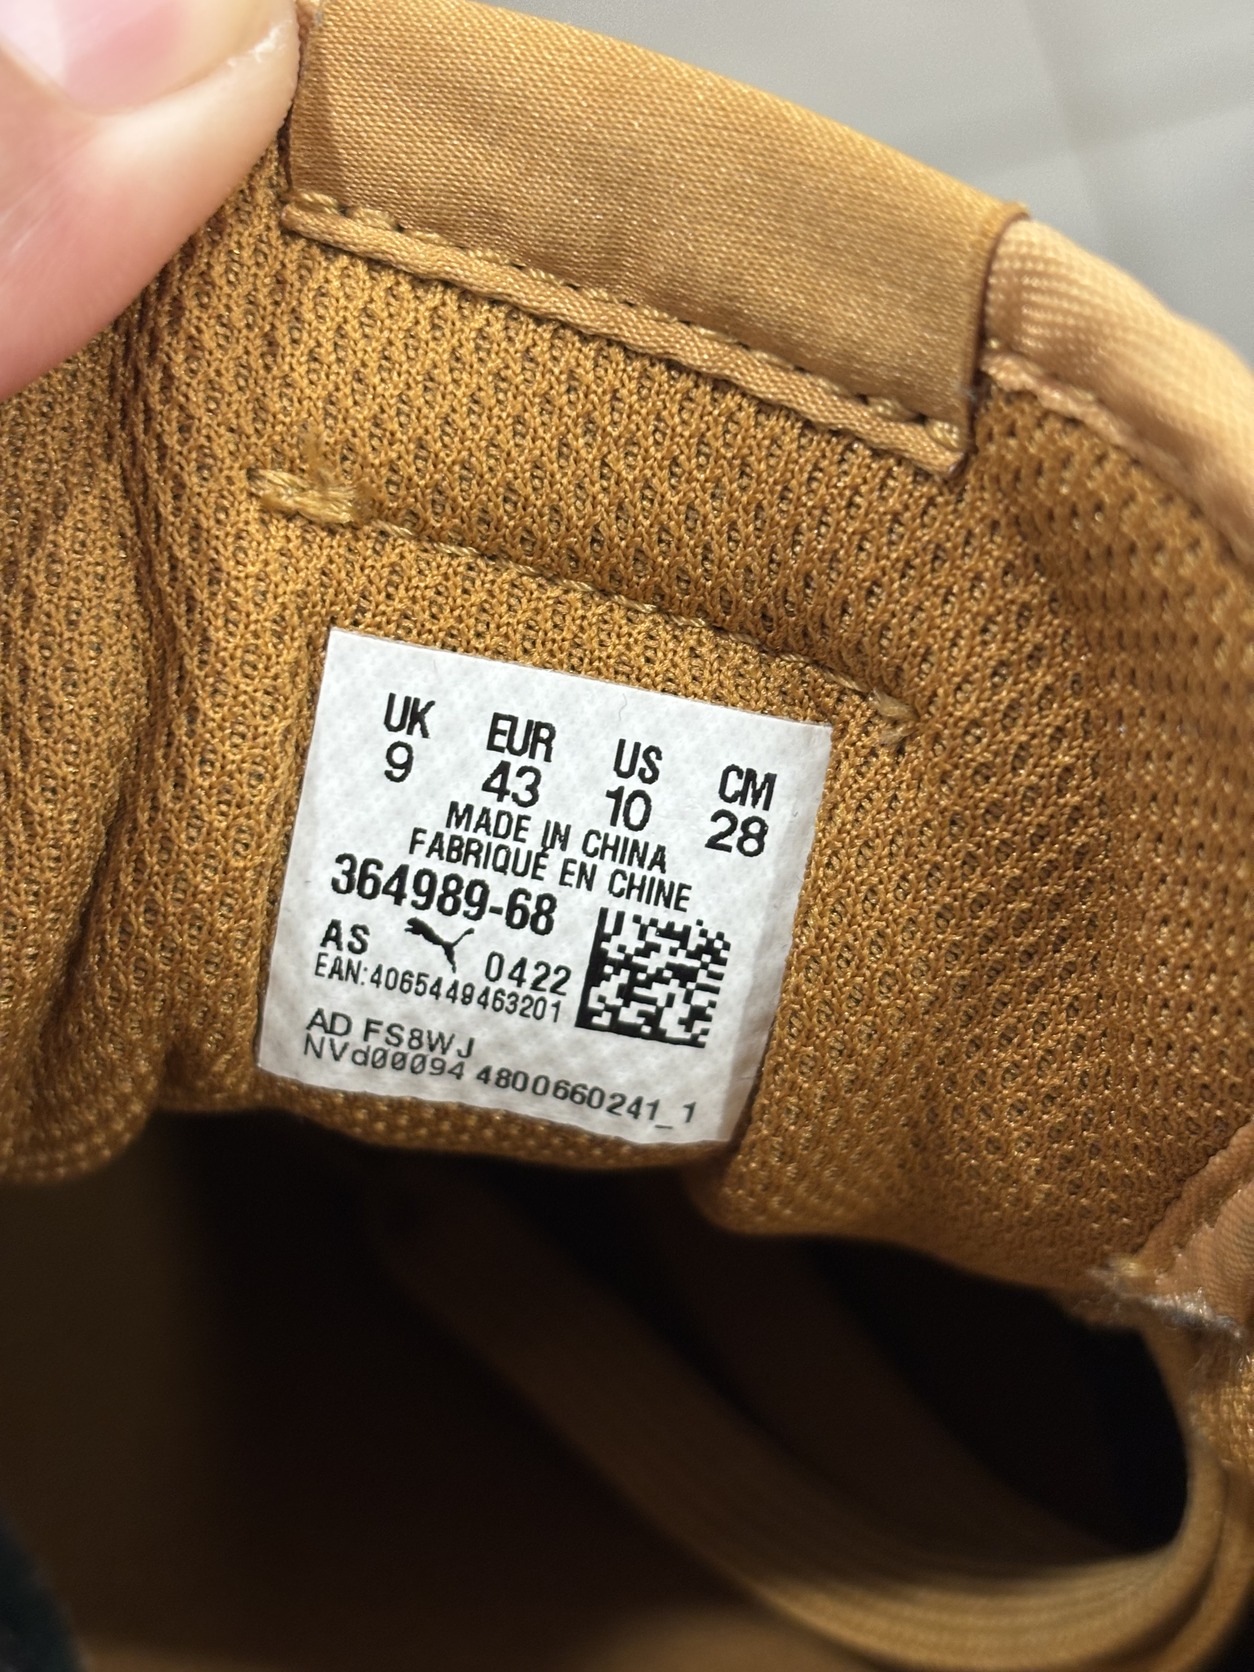 UK EUR US CM
9 43 10 28
MADE IN CHINA
FABRIQUÉ EN CHINE
364989-68
AS 0422
EAN:4065449463201
AD FS8WJ
NVd00094 4800660241_1